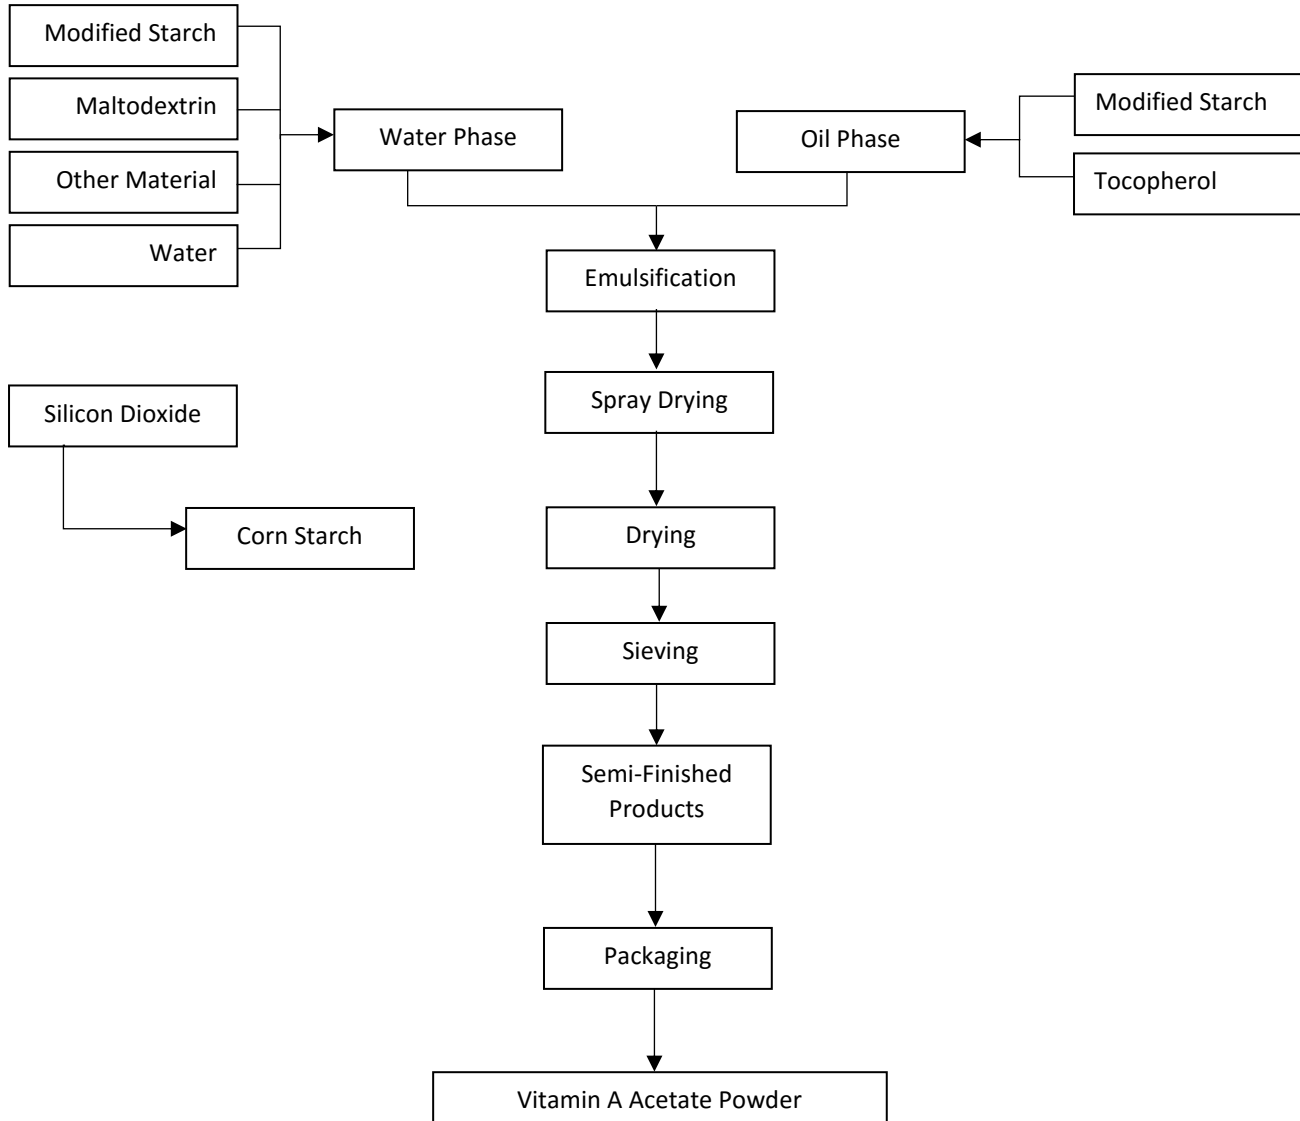 Modified Starch
Maltodextrin
Other Material
Water
Water Phase
Oil Phase
Modified Starch
Tocopherol
Emulsification
Spray Drying
Silicon Dioxide
Corn Starch
Drying
Sieving
Semi-Finished
Products
Packaging
Vitamin A Acetate Powder